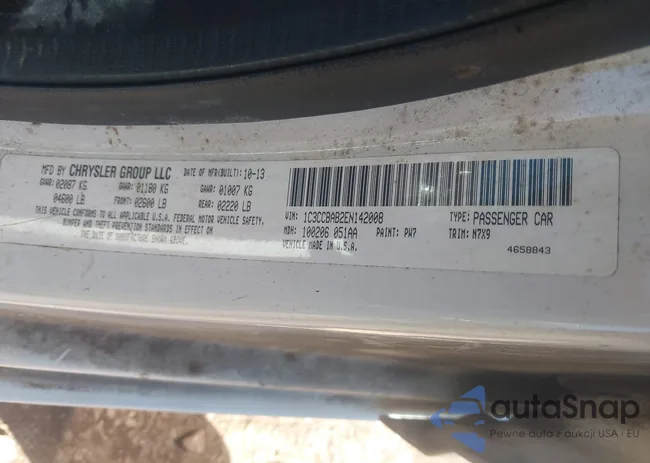 MFD BY CHRYSLER GROUP LLC DATE OF MFR(BUILT): 10-13
GVWR: 02087 KG GAWR: 01180 KG GAWR: 01007 KG
04600 LB FRONT: 02600 LB REAR: 02220 LB
THIS VEHICLE CONFORMS TO ALL APPLICABLE U.S.A. FEDERAL MOTOR VEHICLE SAFETY,
BUMPER AND THEFT PREVENTION STANDARDS IN EFFECT ON
THE DATE OF MANUFACTURE SHOWN ABOVE.
VIN: 1C3CCBAB2EN142008 TYPE: PASSENGER CAR
MDH: 100206 051AA PAINT: PW7 TRIM: N7X9
VEHICLE MADE IN U.S.A. 4658843
autaSnap
Pewne auta z aukcji USA i EU